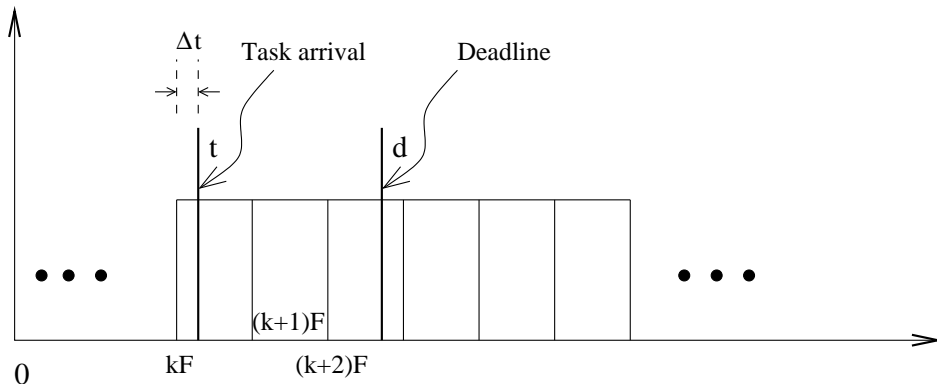 Δt
Task arrival
Deadline
t
d
(k+1)F
kF
(k+2)F
0